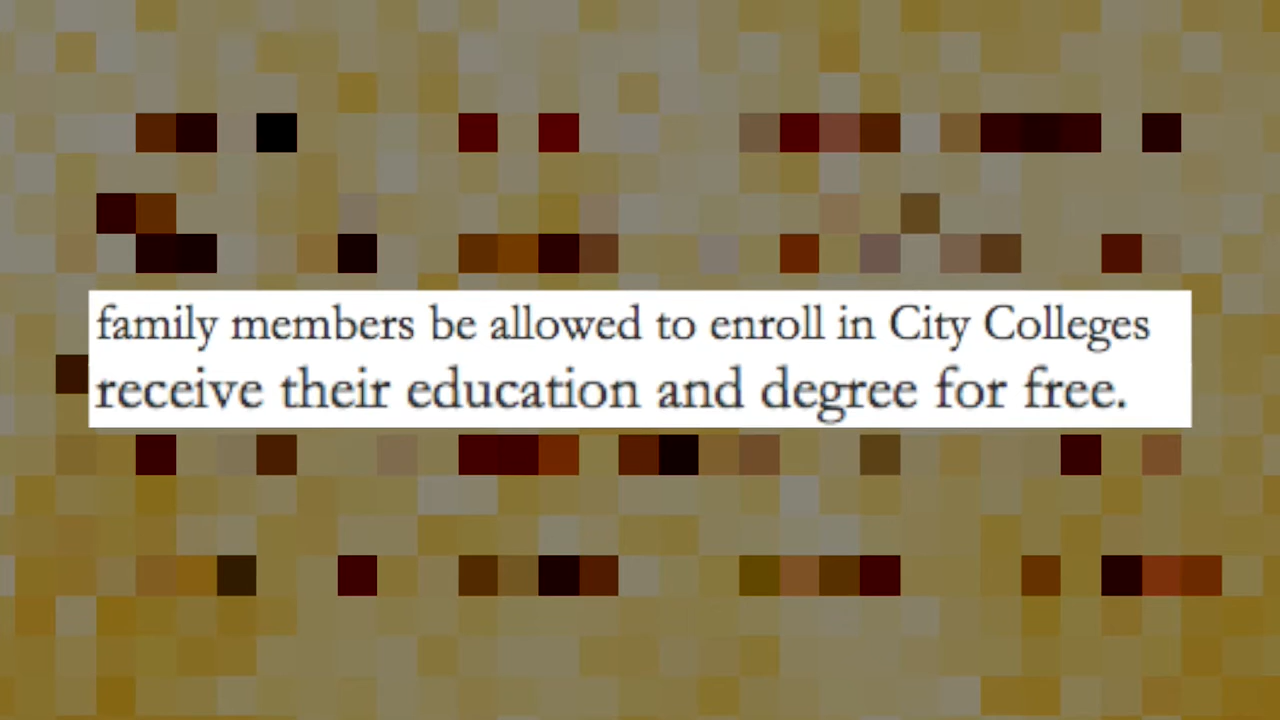 family members be allowed to enroll in City Colleges
receive their education and degree for free.